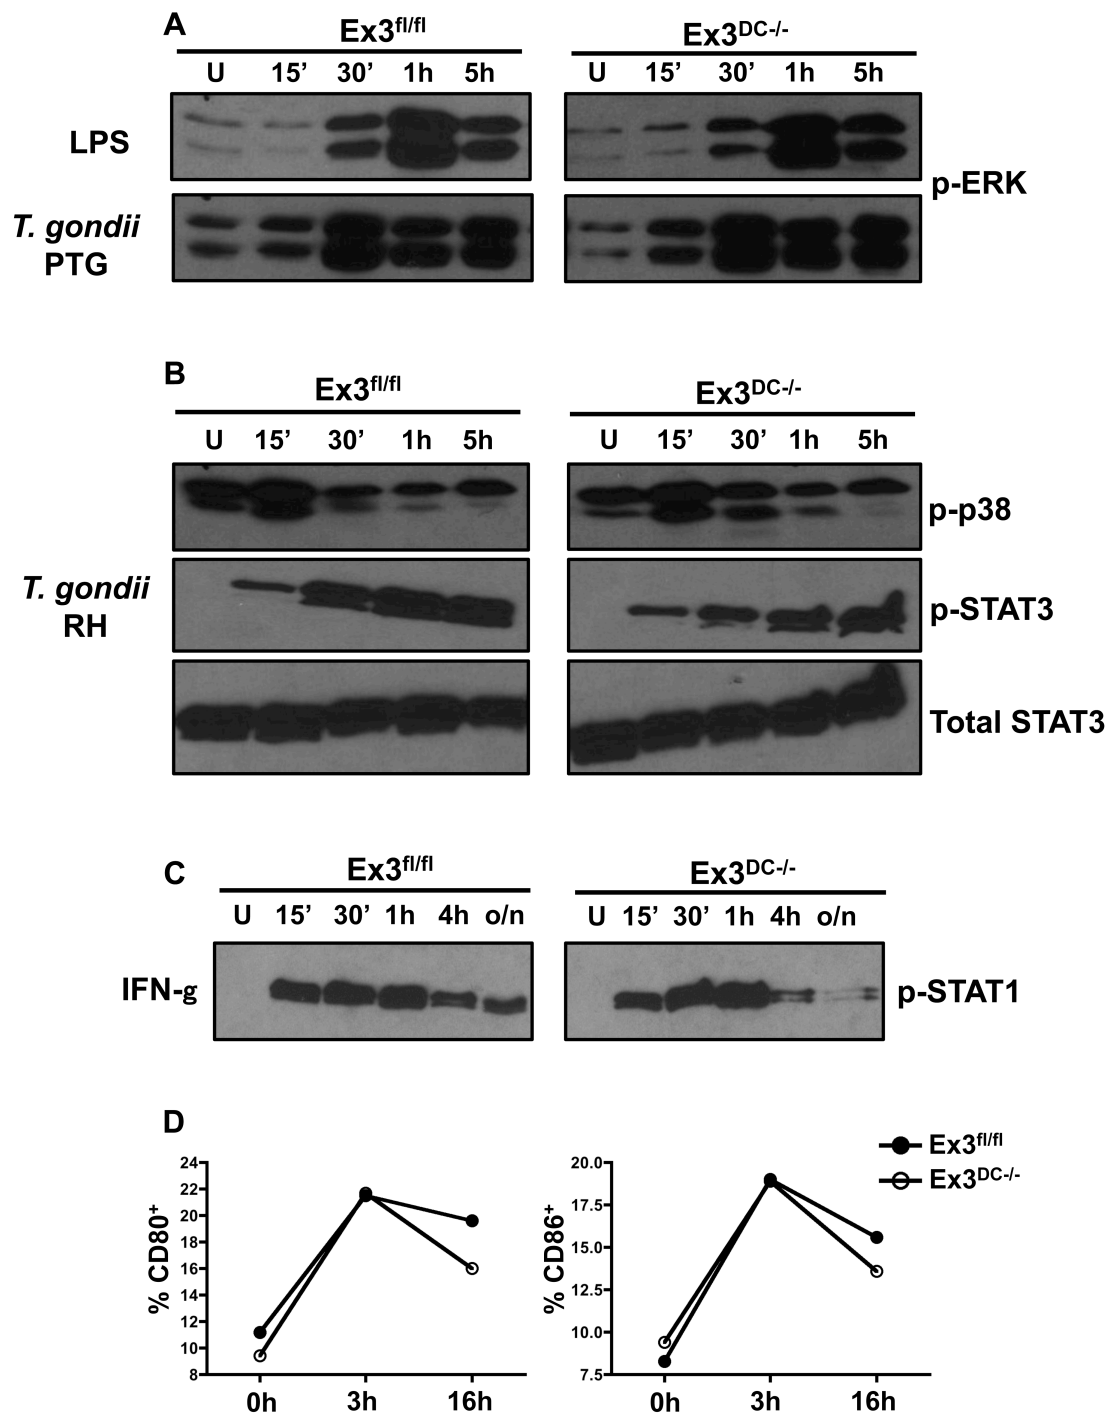 A
Ex3fl/fl Ex3DC-/-
U 15’ 30’ 1h 5h U 15’ 30’ 1h 5h
LPS
p-ERK
T. gondii
PTG
B
Ex3fl/fl Ex3DC-/-
U 15’ 30’ 1h 5h U 15’ 30’ 1h 5h
p-p38
T. gondii
RH
p-STAT3
Total STAT3
C
Ex3fl/fl Ex3DC-/-
U 15’ 30’ 1h 4h o/n U 15’ 30’ 1h 4h o/n
IFN-g p-STAT1
D
Ex3fl/fl
Ex3DC-/-
% CD80+
24
22
20
18
16
14
12
10
8
0h 3h 16h
% CD86+
20.0
17.5
15.0
12.5
10.0
7.5
0h 3h 16h